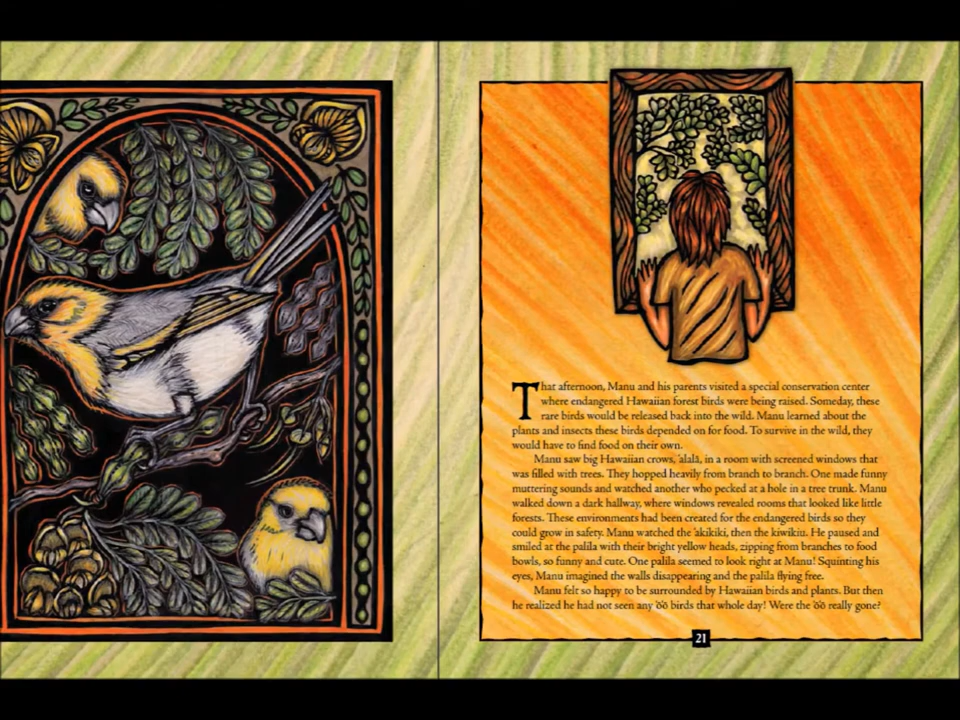 That afternoon, Manu and his parents visited a special conservation center
where endangered Hawaiian forest birds were being raised. Someday, these
rare birds would be released back into the wild. Manu learned about the
plants and insects these birds depended on for food. To survive in the wild, they
would have to find food on their own.
Manu saw big Hawaiian crows, ʻalalā, in a room with screened windows that
was filled with trees. They hopped heavily from branch to branch. One made funny
muttering sounds and watched another who pecked at a hole in a tree trunk. Manu
walked down a dark hallway, where windows revealed rooms that looked like little
forests. These environments had been created for the endangered birds so they
could grow in safety. Manu watched the ʻakikiki, then the kiwikiu. He paused and
smiled at the palila with their bright yellow heads, zipping from branches to food
bowls, so funny and cute. One palila seemed to look right at Manu! Squinting his
eyes, Manu imagined the walls disappearing and the palila flying free.
Manu felt so happy to be surrounded by Hawaiian birds and plants. But then
he realized he had not seen any ʻōʻō birds that whole day! Were the ʻōʻō really gone?
21